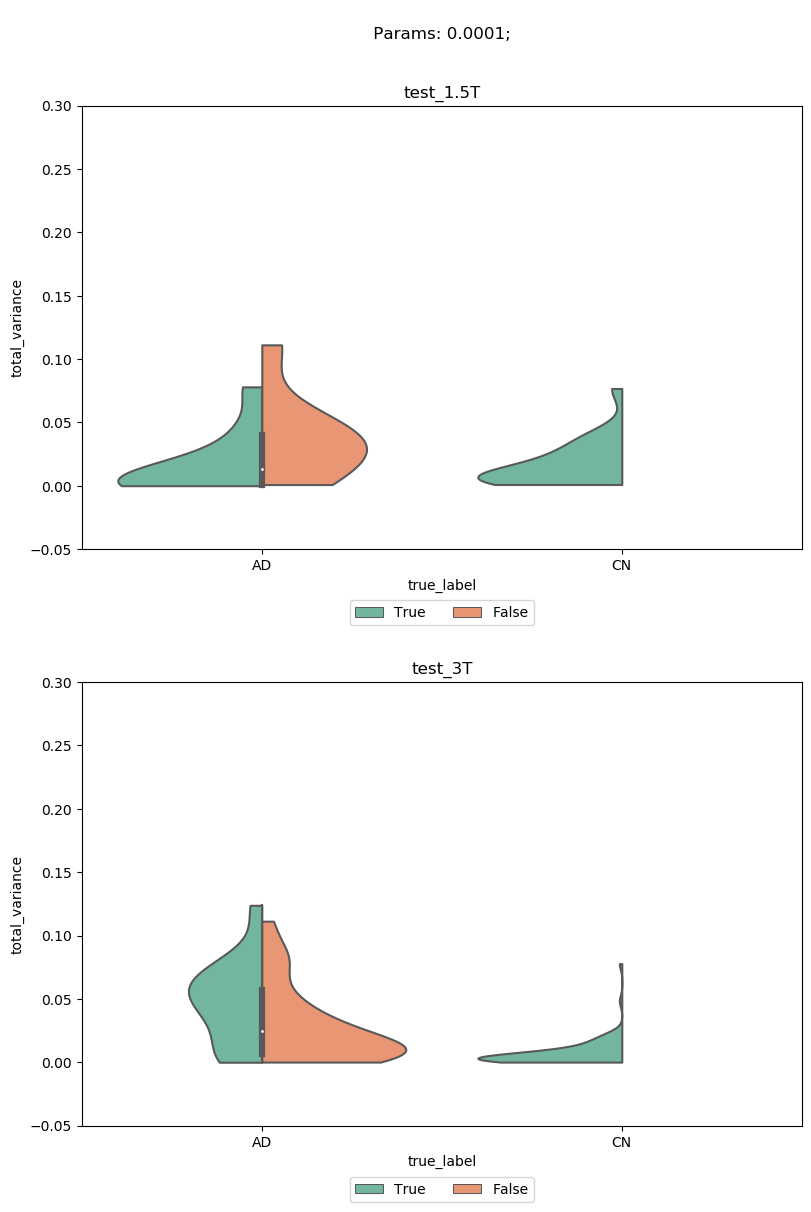 Params: 0.0001;
test_1.5T
0.30
0.25
0.20
0.15
0.10
0.05
0.00
−0.05
total_variance
AD CN
true_label
True False
test_3T
0.30
0.25
0.20
0.15
0.10
0.05
0.00
−0.05
total_variance
AD CN
true_label
True False